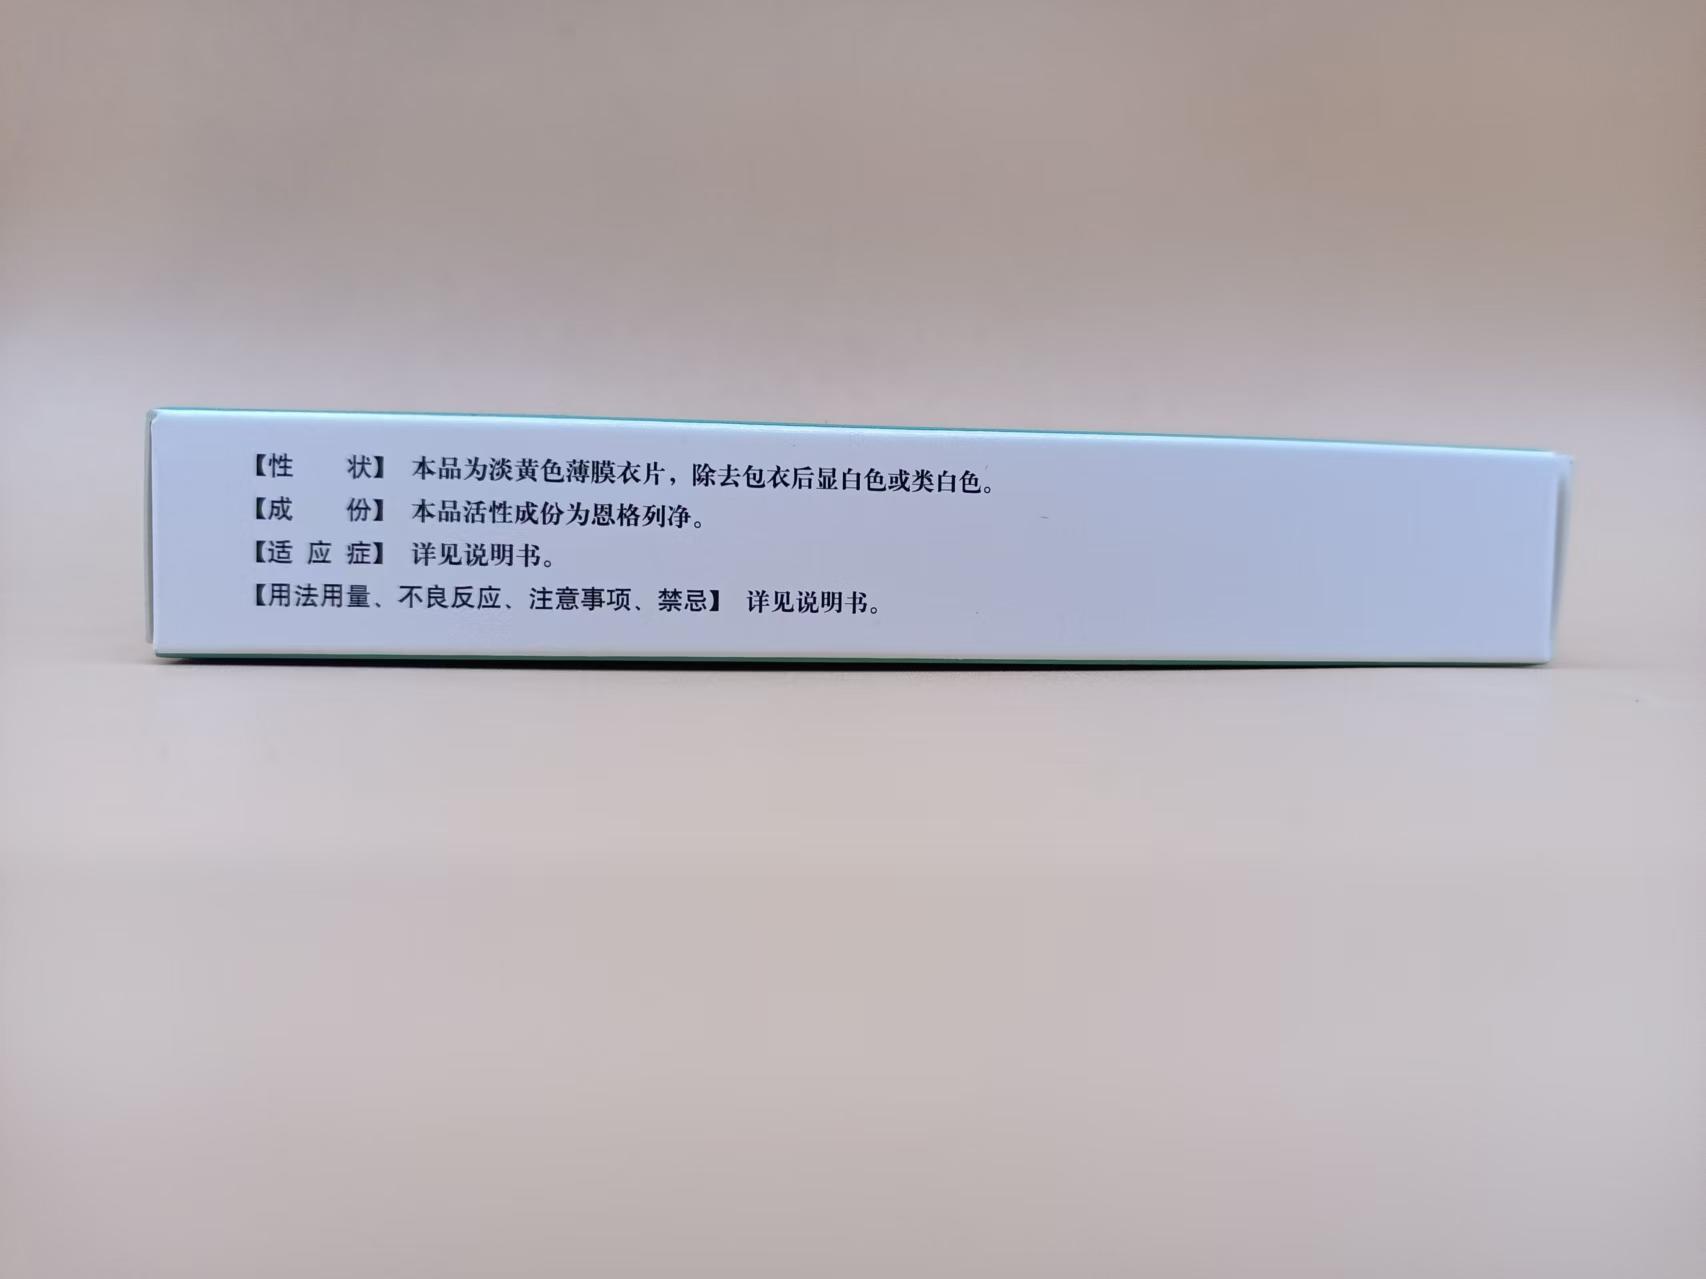 【性 状】 本品为淡黄色薄膜衣片，除去包衣后显白色或类白色。
【成 份】 本品活性成份为恩格列净。
【适 应 症】 详见说明书。
【用法用量、不良反应、注意事项、禁忌】 详见说明书。